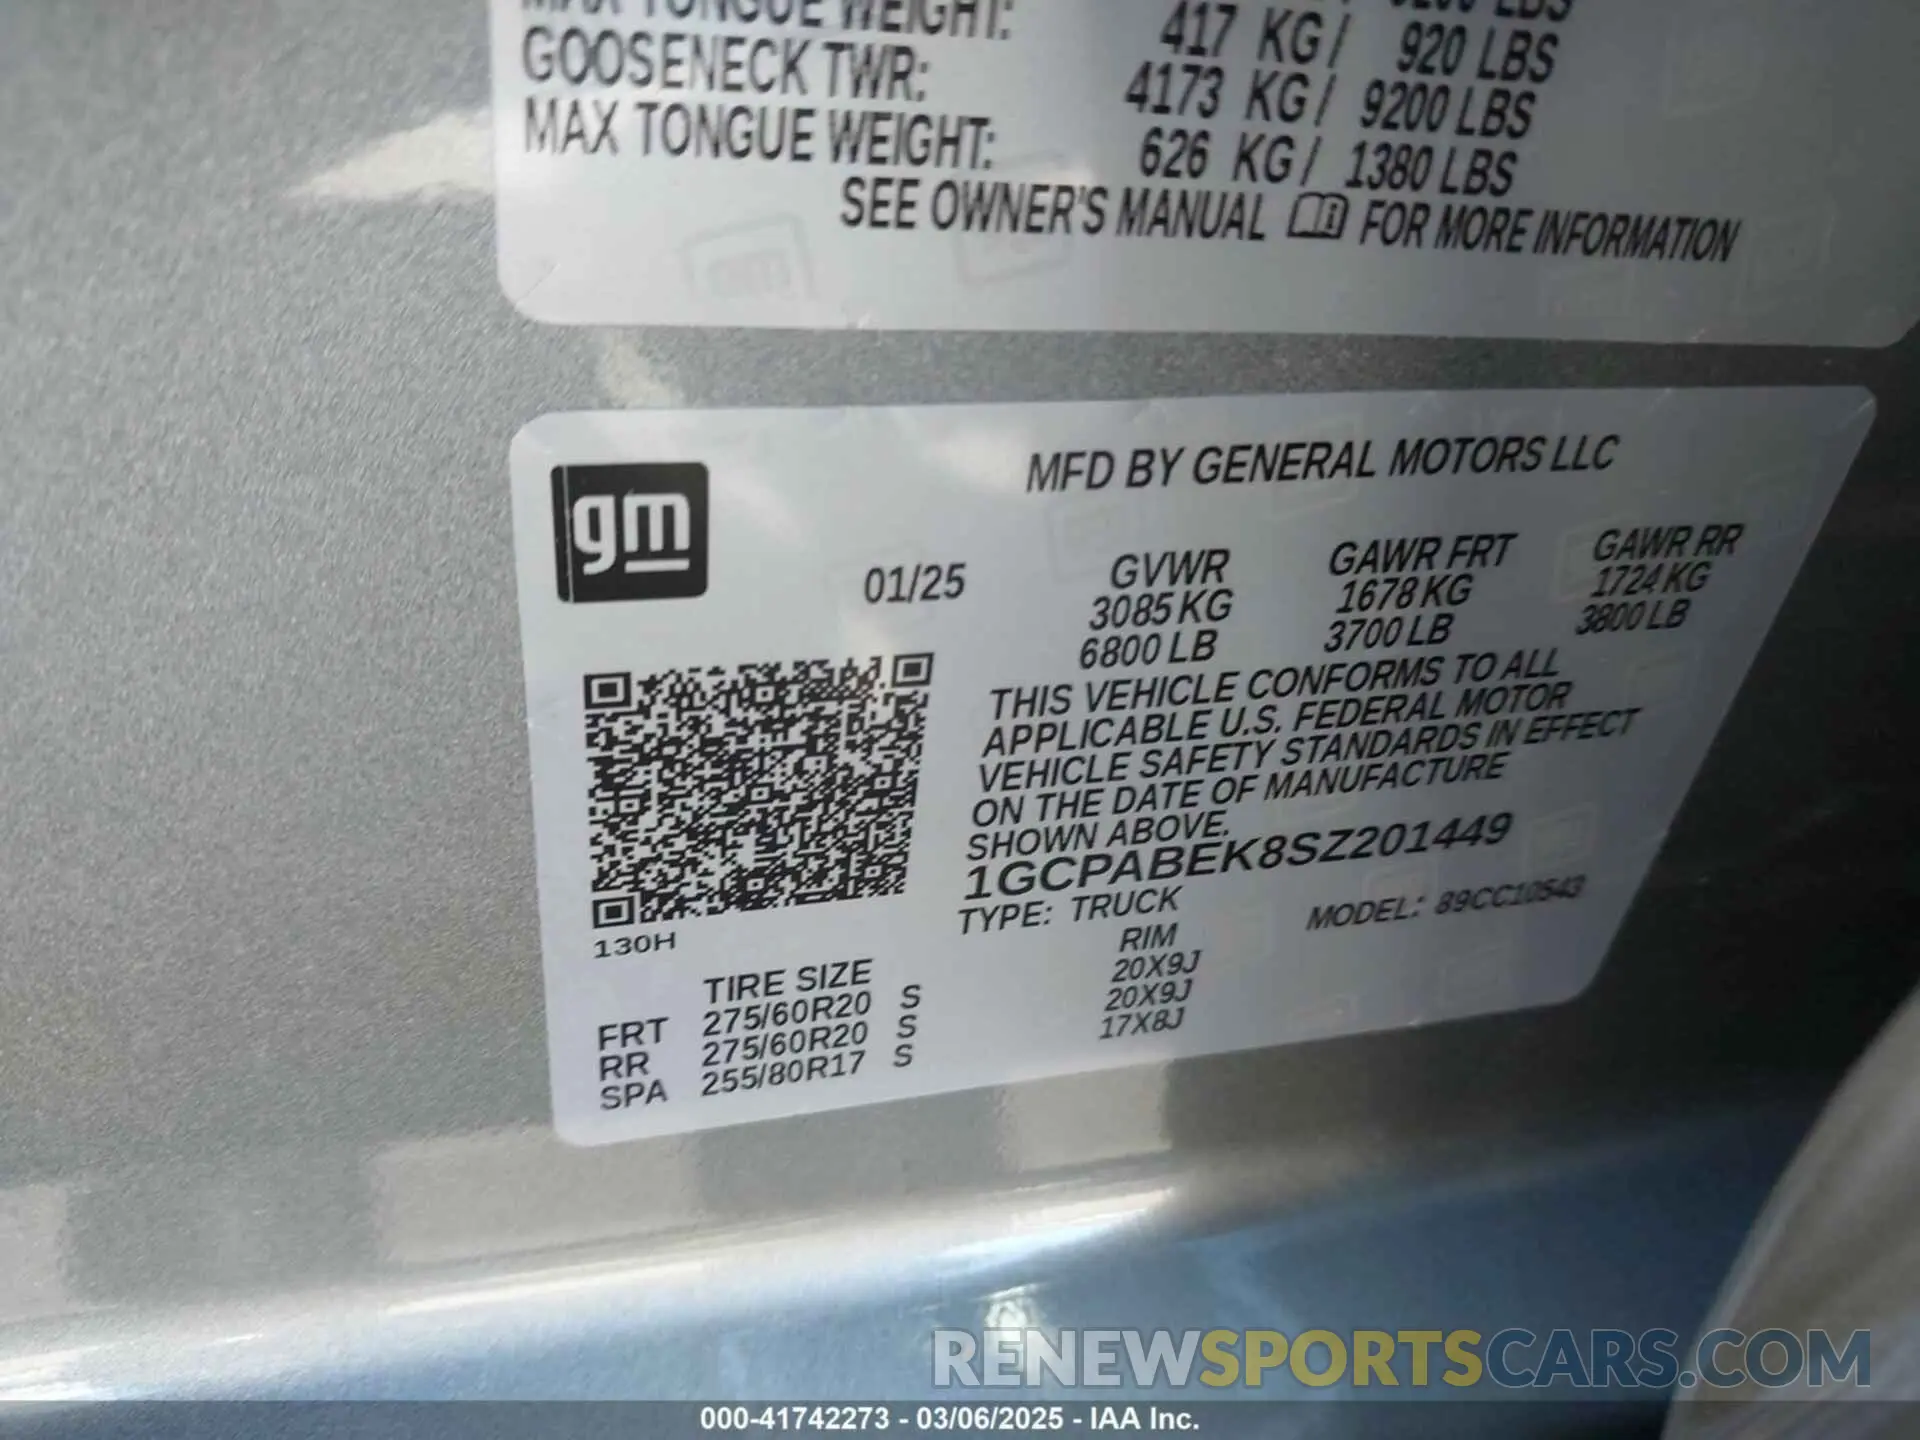 MAX TONGUE WEIGHT: 417 KG / 920 LBS
GOOSENECK TWR: 4173 KG / 9200 LBS
MAX TONGUE WEIGHT: 626 KG / 1380 LBS
SEE OWNER'S MANUAL FOR MORE INFORMATION
gm
MFD BY GENERAL MOTORS LLC
01/25 GVWR GAWR FRT GAWR RR
3085 KG 1678 KG 1724 KG
6800 LB 3700 LB 3800 LB
THIS VEHICLE CONFORMS TO ALL
APPLICABLE U.S. FEDERAL MOTOR
VEHICLE SAFETY STANDARDS IN EFFECT
ON THE DATE OF MANUFACTURE
SHOWN ABOVE.
1GCPABEK8SZ201449
TYPE: TRUCK MODEL: 89CC10543
130H
TIRE SIZE RIM
FRT 275/60R20 S 20X9J
RR 275/60R20 S 20X9J
SPA 255/80R17 S 17X8J
RENEWSPORTSCARS.COM
000-41742273 - 03/06/2025 - IAA Inc.